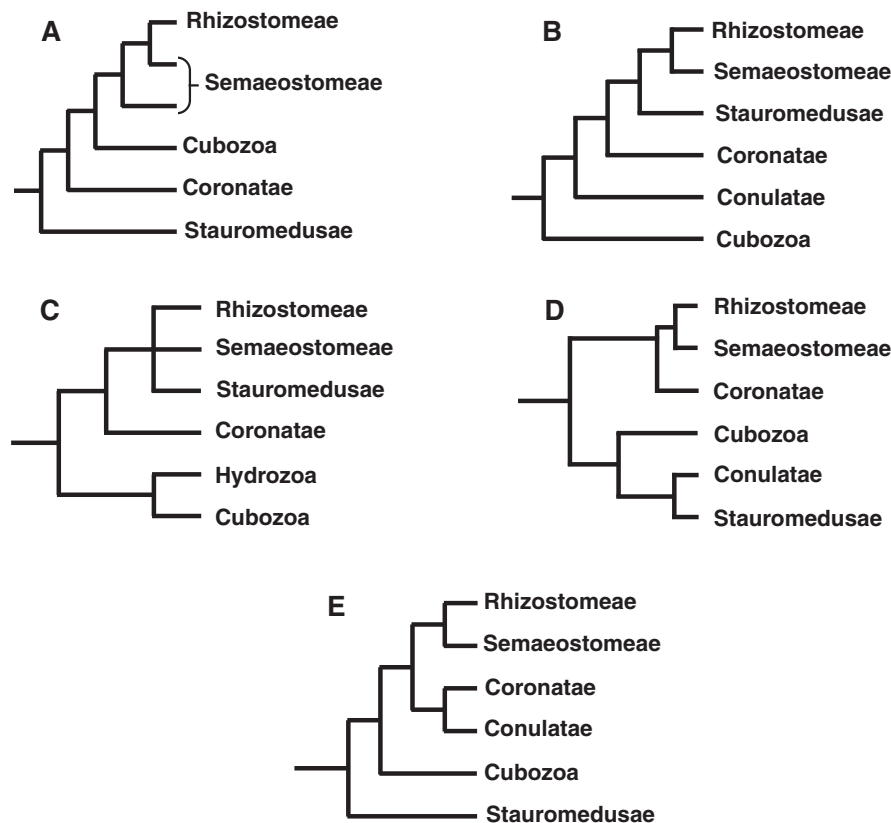 A
Rhizostomeae
Semaeostomeae
Cubozoa
Coronatae
Stauromedusae
B
Rhizostomeae
Semaeostomeae
Stauromedusae
Coronatae
Conulatae
Cubozoa
C
Rhizostomeae
Semaeostomeae
Stauromedusae
Coronatae
Hydrozoa
Cubozoa
D
Rhizostomeae
Semaeostomeae
Coronatae
Cubozoa
Conulatae
Stauromedusae
E
Rhizostomeae
Semaeostomeae
Coronatae
Conulatae
Cubozoa
Stauromedusae